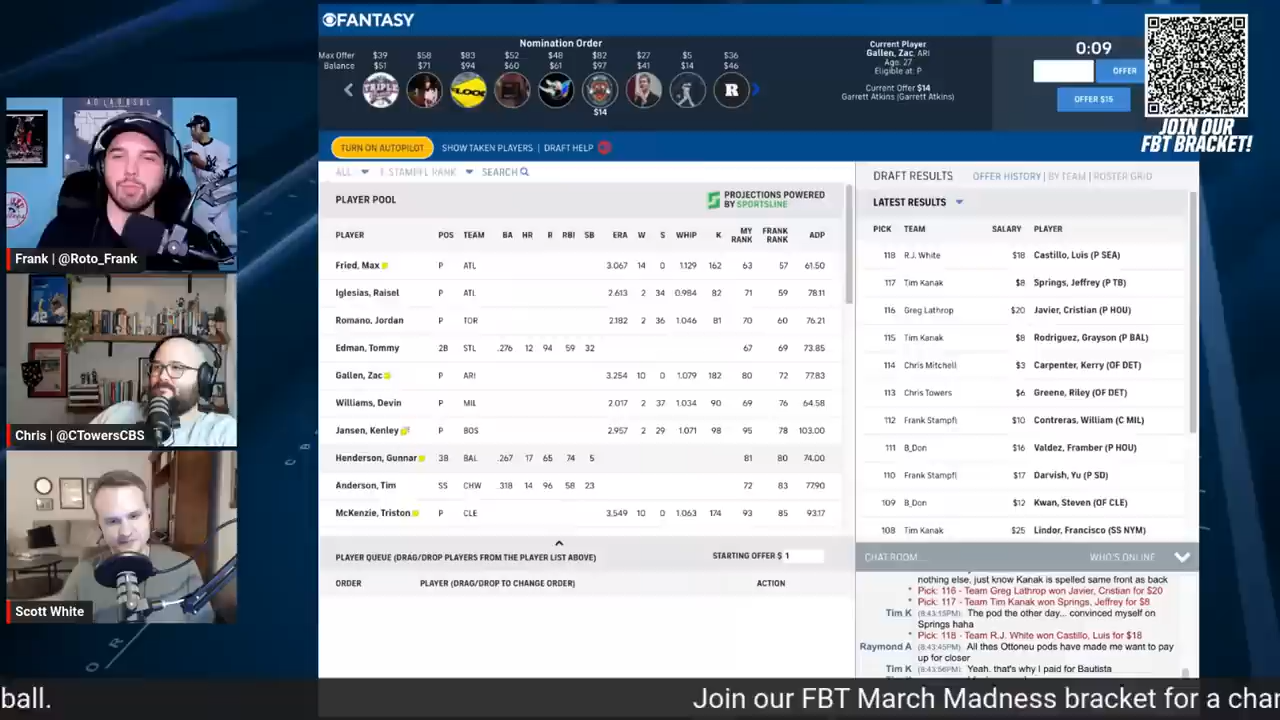 FANTASY
Nomination Order
Max Offer $39 $58 $83 $52 $48 $82 $27 $5 $36
Balance $51 $71 $94 $60 $61 $97 $41 $14 $46
TRIPLE
R
$14
Current Player
Gallen, Zac, ARI
Age: 27
Eligible at: P
Current Offer $14
Garrett Atkins (Garrett Atkins)
0:09
OFFER
OFFER $15
JOIN OUR
FBT BRACKET!
TURN ON AUTOPILOT SHOW TAKEN PLAYERS | DRAFT HELP
ALL F. STAMPFL RANK SEARCH
PLAYER POOL
PROJECTIONS POWERED
BY SPORTSLINE
PLAYER POS TEAM BA HR R RBI SB ERA W S WHIP K MY RANK FRANK RANK ADP
Fried, Max P ATL 3.067 14 0 1.129 162 63 57 61.50
Iglesias, Raisel P ATL 2.613 2 34 0.984 82 71 59 78.11
Romano, Jordan P TOR 2.182 2 36 1.046 81 70 60 76.21
Edman, Tommy 2B STL .276 12 94 59 32 67 69 73.85
Gallen, Zac P ARI 3.254 10 0 1.079 182 80 72 77.83
Williams, Devin P MIL 2.017 2 37 1.034 90 69 76 64.58
Jansen, Kenley P BOS 2.957 2 29 1.071 98 95 78 103.00
Henderson, Gunnar 3B BAL .267 17 65 74 5 81 80 74.00
Anderson, Tim SS CHW .318 14 96 58 23 72 83 77.90
McKenzie, Triston P CLE 3.549 10 0 1.063 174 93 85 93.17
PLAYER QUEUE (DRAG/DROP PLAYERS FROM THE PLAYER LIST ABOVE) STARTING OFFER $ 1
ORDER PLAYER (DRAG/DROP TO CHANGE ORDER) ACTION
DRAFT RESULTS OFFER HISTORY | BY TEAM | ROSTER GRID
LATEST RESULTS
PICK TEAM SALARY PLAYER
118 R.J. White $18 Castillo, Luis (P SEA)
117 Tim Kanak $8 Springs, Jeffrey (P TB)
116 Greg Lathrop $20 Javier, Cristian (P HOU)
115 Tim Kanak $8 Rodriguez, Grayson (P BAL)
114 Chris Mitchell $3 Carpenter, Kerry (OF DET)
113 Chris Towers $6 Greene, Riley (OF DET)
112 Frank Stampfl $10 Contreras, William (C MIL)
111 B_Don $16 Valdez, Framber (P HOU)
110 Frank Stampfl $17 Darvish, Yu (P SD)
109 B_Don $12 Kwan, Steven (OF CLE)
108 Tim Kanak $25 Lindor, Francisco (SS NYM)
CHAT ROOM... WHO'S ONLINE
nothing else, just know Kanak is spelled same front as back
* Pick: 116 - Team Greg Lathrop won Javier, Cristian for $20
* Pick: 117 - Team Tim Kanak won Springs, Jeffrey for $8
Tim K (8:43:15PM): The pod the other day... convinced myself on
Springs haha
* Pick: 118 - Team R.J. White won Castillo, Luis for $18
Raymond A (8:43:45PM): All thes Ottoneu pods have made me want to pay
up for closer
Tim K (8:43:56PM): Yeah, that's why I paid for Bautista
Frank | @Roto_Frank
Chris | @CTowersCBS
Scott White
ball. Join our FBT March Madness bracket for a char